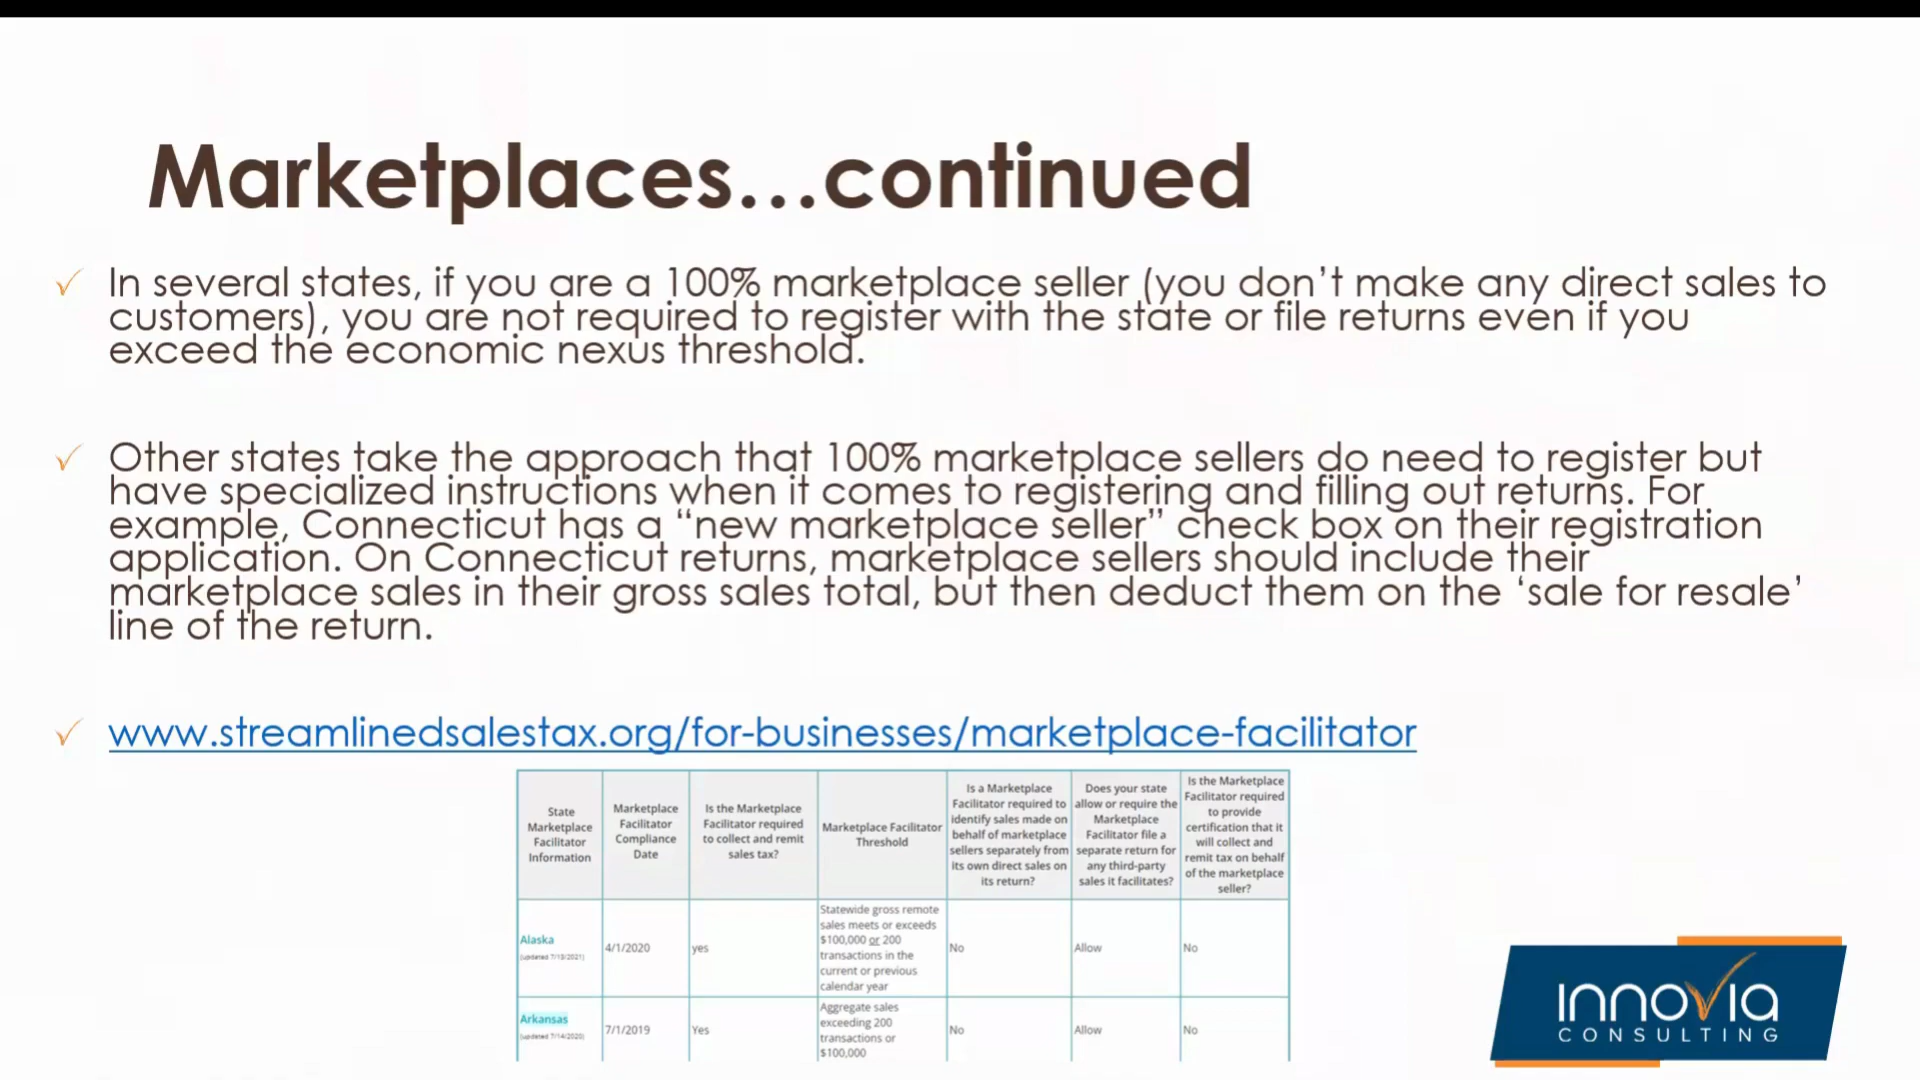 Marketplaces...continued
✓ In several states, if you are a 100% marketplace seller (you don't make any direct sales to
customers), you are not required to register with the state or file returns even if you
exceed the economic nexus threshold.
✓ Other states take the approach that 100% marketplace sellers do need to register but
have specialized instructions when it comes to registering and filling out returns. For
example, Connecticut has a “new marketplace seller” check box on their registration
application. On Connecticut returns, marketplace sellers should include their
marketplace sales in their gross sales total, but then deduct them on the ‘sale for resale’
line of the return.
✓ www.streamlinedsalestax.org/for-businesses/marketplace-facilitator
State
Marketplace
Facilitator
Information
Marketplace
Facilitator
Compliance
Date
Is the Marketplace
Facilitator required
to collect and remit
sales tax?
Marketplace Facilitator
Threshold
Is a Marketplace
Facilitator required to
identify sales made on
behalf of marketplace
sellers separately from
its own direct sales on
its return?
Does your state
allow or require the
Marketplace
Facilitator file a
separate return for
any third-party
sales it facilitates?
Is the Marketplace
Facilitator required
to provide
certification that it
will collect and
remit tax on behalf
of the marketplace
seller?
Alaska
(updated 7/13/2021)
4/1/2020
yes
Statewide gross remote
sales meets or exceeds
$100,000 or 200
transactions in the
current or previous
calendar year
No
Allow
No
Arkansas
(updated 7/14/2020)
7/1/2019
Yes
Aggregate sales
exceeding 200
transactions or
$100,000
No
Allow
No
innovia
CONSULTING